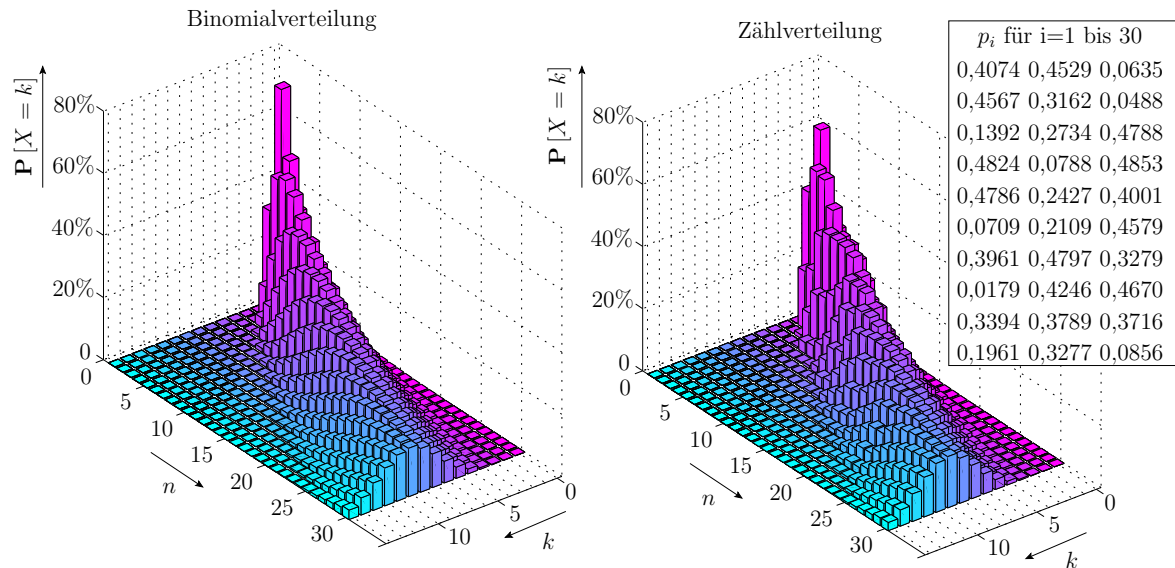 Binomialverteilung
P [X = k]
80%
60%
40%
20%
0
0
5
10
15
20
25
30
n
10
5
0
k
Zählverteilung
P [X = k]
80%
60%
40%
20%
0
0
5
10
15
20
25
30
n
10
5
0
k
pi für i=1 bis 30
0,4074 0,4529 0,0635
0,4567 0,3162 0,0488
0,1392 0,2734 0,4788
0,4824 0,0788 0,4853
0,4786 0,2427 0,4001
0,0709 0,2109 0,4579
0,3961 0,4797 0,3279
0,0179 0,4246 0,4670
0,3394 0,3789 0,3716
0,1961 0,3277 0,0856